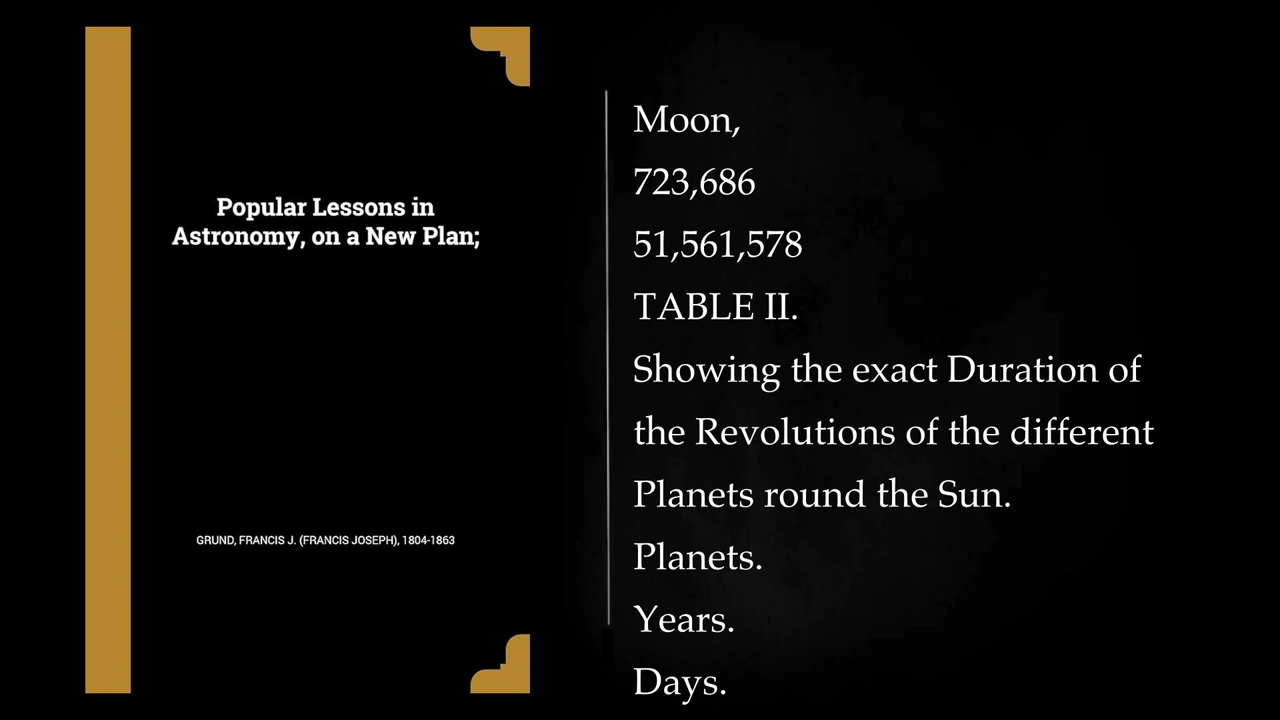 Popular Lessons in
Astronomy, on a New Plan;
GRUND, FRANCIS J. (FRANCIS JOSEPH), 1804-1863
Moon,
723,686
51,561,578
TABLE II.
Showing the exact Duration of
the Revolutions of the different
Planets round the Sun.
Planets.
Years.
Days.